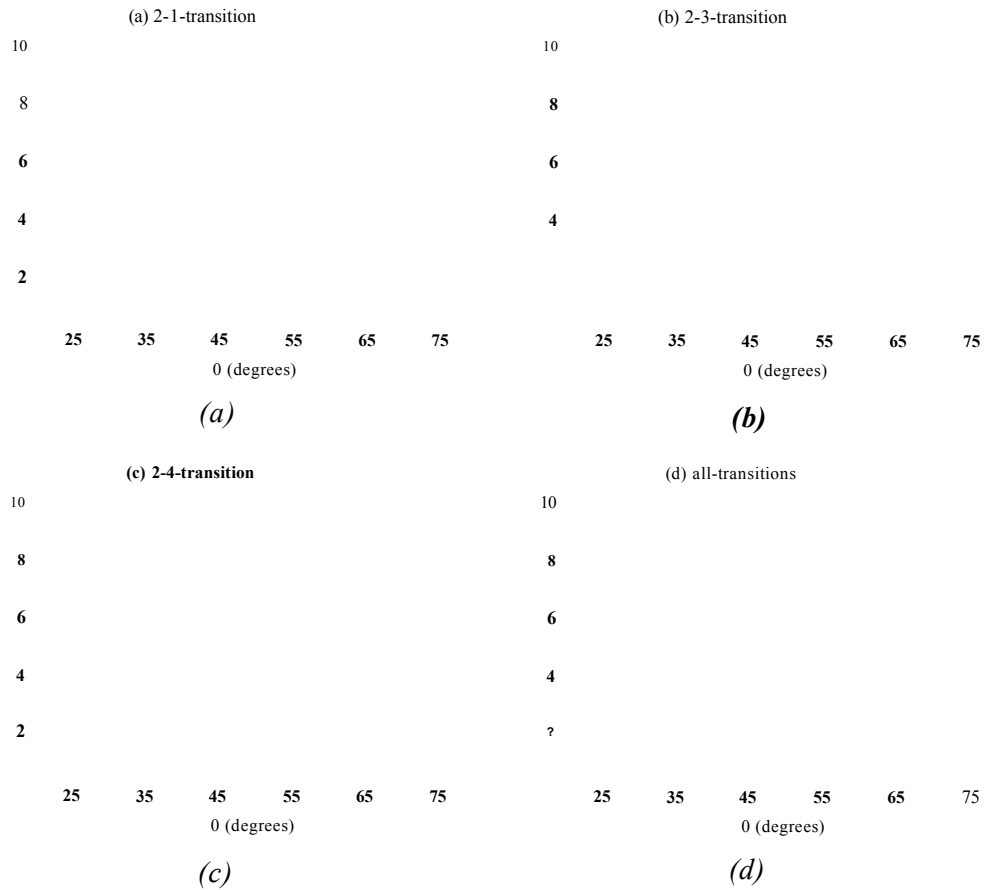 (a) 2-1-transition
10
8
6
4
2
25 35 45 55 65 75
0 (degrees)
(a)
(b) 2-3-transition
10
8
6
4
25 35 45 55 65 75
0 (degrees)
(b)
(c) 2-4-transition
10
8
6
4
2
25 35 45 55 65 75
0 (degrees)
(c)
(d) all-transitions
10
8
6
4
?
25 35 45 55 65 75
0 (degrees)
(d)